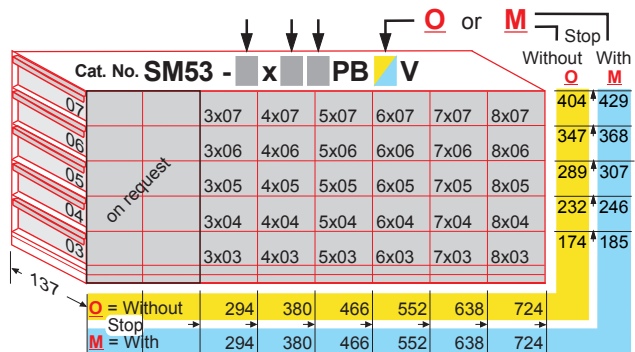 O or M
Stop
Without With
O M
Cat. No. SM53 - x PB V
07 3x07 4x07 5x07 6x07 7x07 8x07 404 429
06 3x06 4x06 5x06 6x06 7x06 8x06 347 368
05 on request 3x05 4x05 5x05 6x05 7x05 8x05 289 307
04 3x04 4x04 5x04 6x04 7x04 8x04 232 246
03 3x03 4x03 5x03 6x03 7x03 8x03 174 185
137
O = Without 294 380 466 552 638 724
Stop
M = With 294 380 466 552 638 724